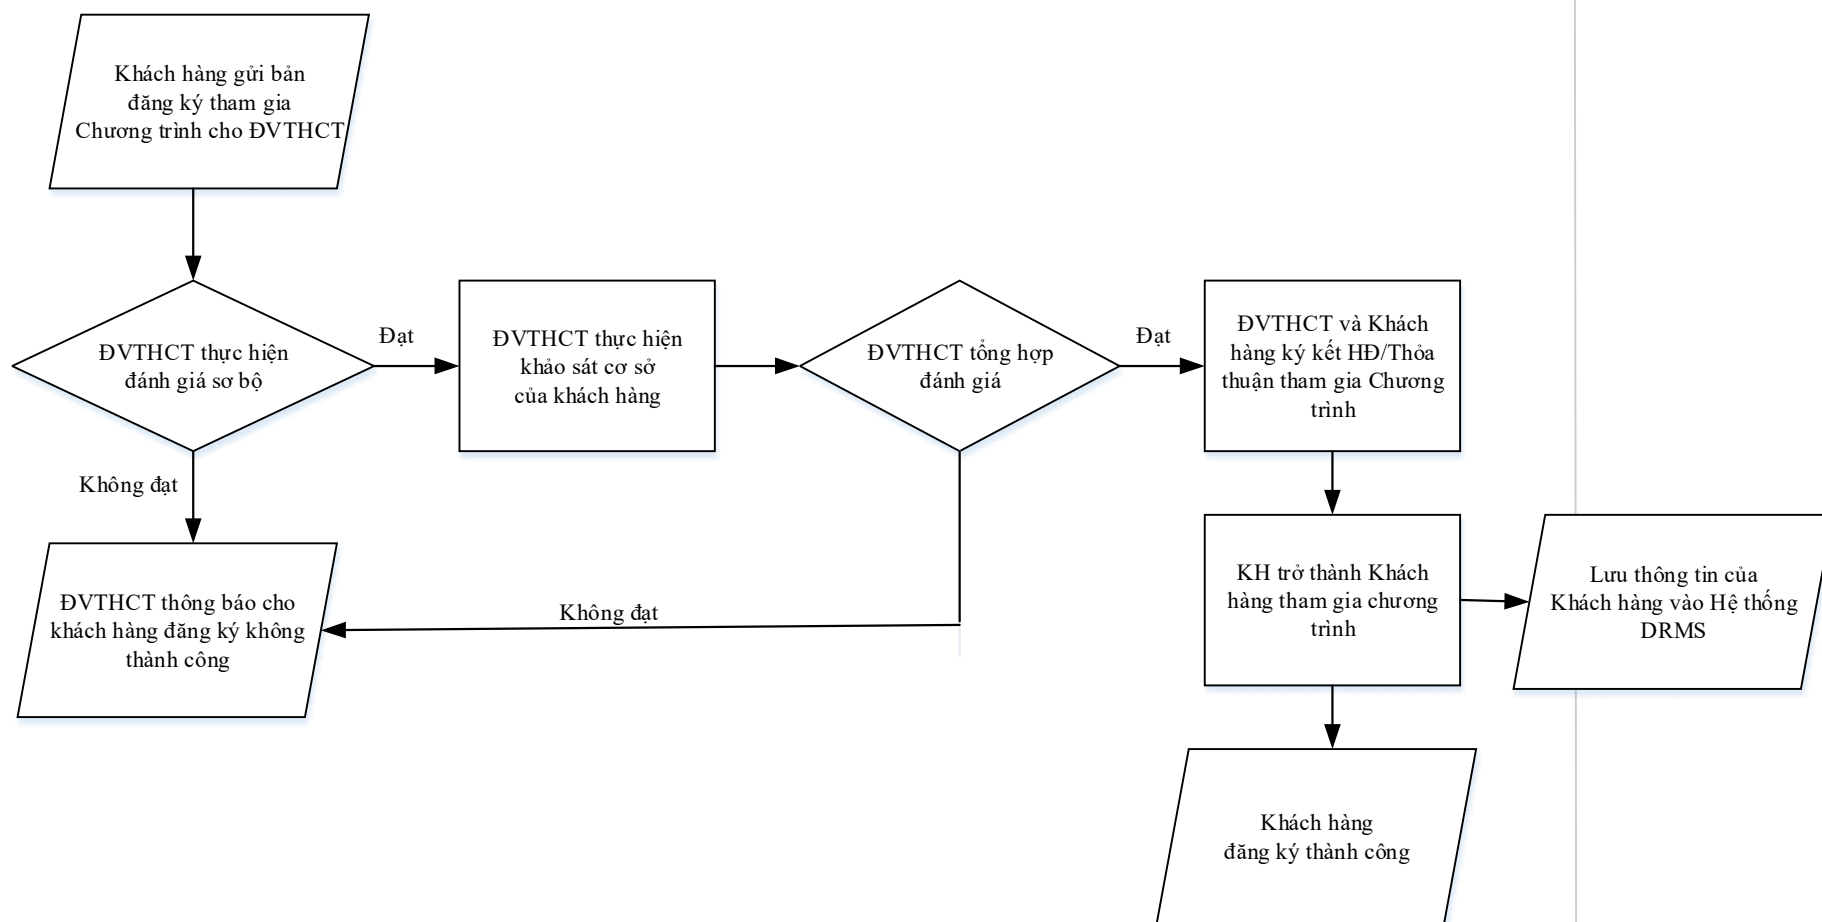 Khách hàng gửi bản
đăng ký tham gia
Chương trình cho ĐVTHCT
ĐVTHCT thực hiện
đánh giá sơ bộ
Đạt
ĐVTHCT thực hiện
khảo sát cơ sở
của khách hàng
ĐVTHCT tổng hợp
đánh giá
Đạt
ĐVTHCT và Khách
hàng ký kết HĐ/Thỏa
thuận tham gia Chương
trình
Không đạt
ĐVTHCT thông báo cho
khách hàng đăng ký không
thành công
Không đạt
KH trở thành Khách
hàng tham gia chương
trình
Lưu thông tin của
Khách hàng vào Hệ thống
DRMS
Khách hàng
đăng ký thành công